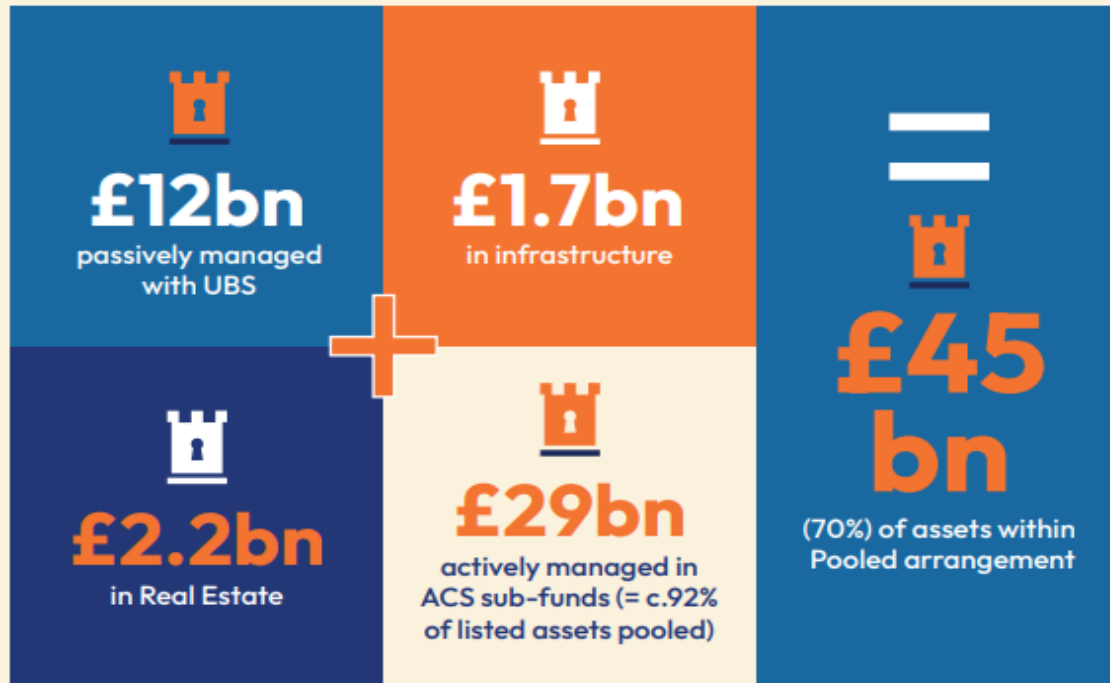 £12bn
passively managed
with UBS
£1.7bn
in infrastructure
£2.2bn
in Real Estate
£29bn
actively managed in
ACS sub-funds (= c.92%
of listed assets pooled)
£45
bn
(70%) of assets within
Pooled arrangement